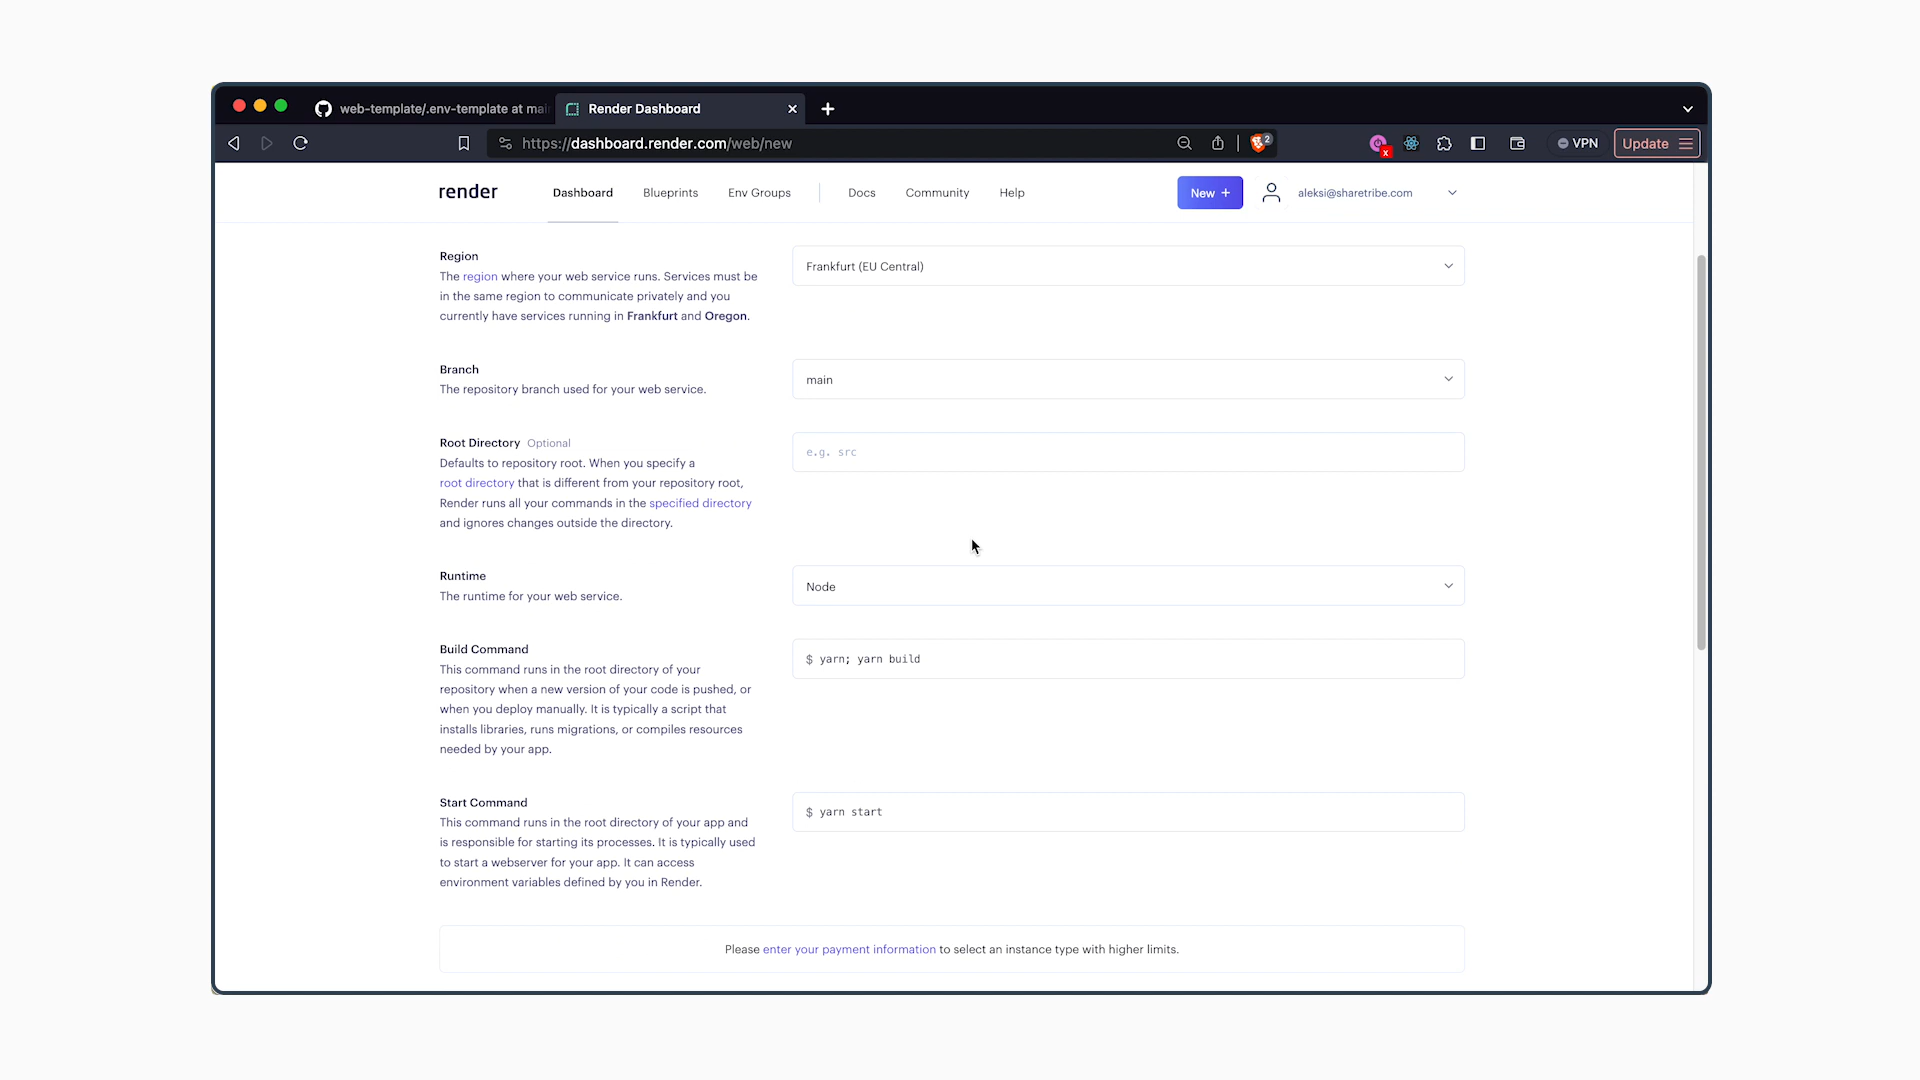 web-template/.env-template at mai
Render Dashboard
https://dashboard.render.com/web/new
2
x
VPN
Update
render
Dashboard
Blueprints
Env Groups
Docs
Community
Help
New +
aleksi@sharetribe.com
Region
The region where your web service runs. Services must be
in the same region to communicate privately and you
currently have services running in Frankfurt and Oregon.
Frankfurt (EU Central)
Branch
The repository branch used for your web service.
main
Root Directory Optional
Defaults to repository root. When you specify a
root directory that is different from your repository root,
Render runs all your commands in the specified directory
and ignores changes outside the directory.
e.g. src
Runtime
The runtime for your web service.
Node
Build Command
This command runs in the root directory of your
repository when a new version of your code is pushed, or
when you deploy manually. It is typically a script that
installs libraries, runs migrations, or compiles resources
needed by your app.
$ yarn; yarn build
Start Command
This command runs in the root directory of your app and
is responsible for starting its processes. It is typically used
to start a webserver for your app. It can access
environment variables defined by you in Render.
$ yarn start
Please enter your payment information to select an instance type with higher limits.